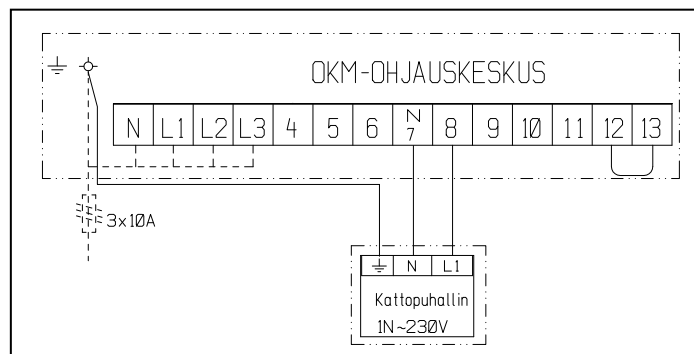 OKM-OHJAUSKESKUS
N L1 L2 L3 4 5 6 N 7 8 9 10 11 12 13
3x10A
N L1
Kattopuhallin
1N~230V